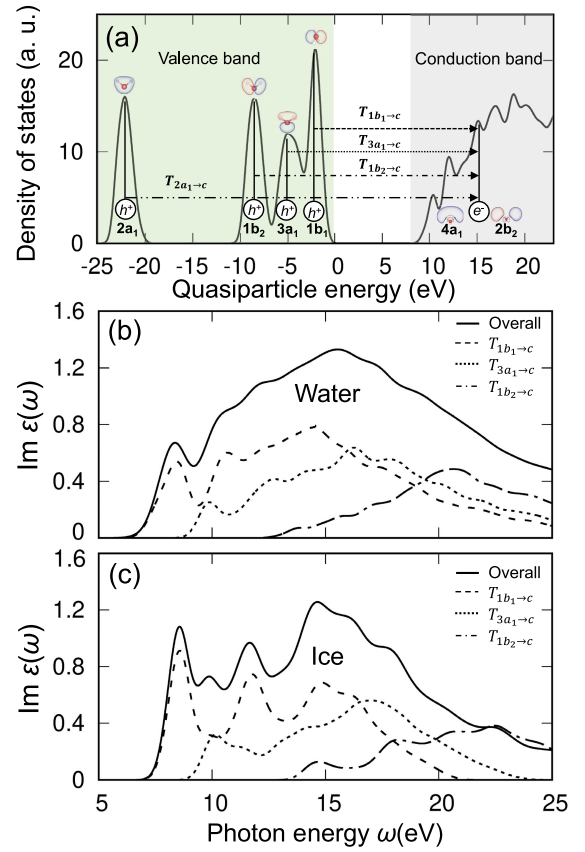 (a)
Valence band
Conduction band
Density of states (a. u.)
20
15
10
5
0
T1b₁→c
T3a₁→c
T1b₂→c
T2a₁→c
h⁺ h⁺ h⁺ h⁺ e⁻
2a₁ 1b₂ 3a₁ 1b₁ 4a₁ 2b₂
-25 -20 -15 -10 -5 0 5 10 15 20
Quasiparticle energy (eV)
(b)
Water
Overall
T1b₁→c
T3a₁→c
T1b₂→c
Im ε(ω)
1.6
1.2
0.8
0.4
0
(c)
Ice
Overall
T1b₁→c
T3a₁→c
T1b₂→c
Im ε(ω)
1.6
1.2
0.8
0.4
0
5 10 15 20 25
Photon energy ω(eV)